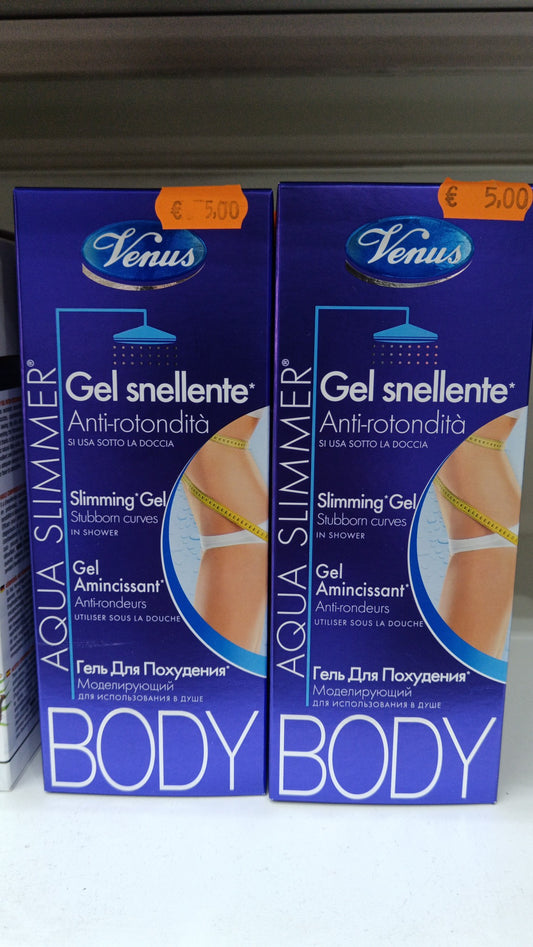 € 5,00
Venus
AQUA SLIMMER®
Gel snellente*
Anti-rotondità
SI USA SOTTO LA DOCCIA
Slimming*Gel
Stubborn curves
IN SHOWER
Gel
Amincissant*
Anti-rondeurs
UTILISER SOUS LA DOUCHE
Гель Для Похудения*
Моделирующий
ДЛЯ ИСПОЛЬЗОВАНИЯ В ДУШЕ
BODY
€ 5,00
Venus
AQUA SLIMMER®
Gel snellente*
Anti-rotondità
SI USA SOTTO LA DOCCIA
Slimming*Gel
Stubborn curves
IN SHOWER
Gel
Amincissant*
Anti-rondeurs
UTILISER SOUS LA DOUCHE
Гель Для Похудения*
Моделирующий
ДЛЯ ИСПОЛЬЗОВАНИЯ В ДУШЕ
BODY